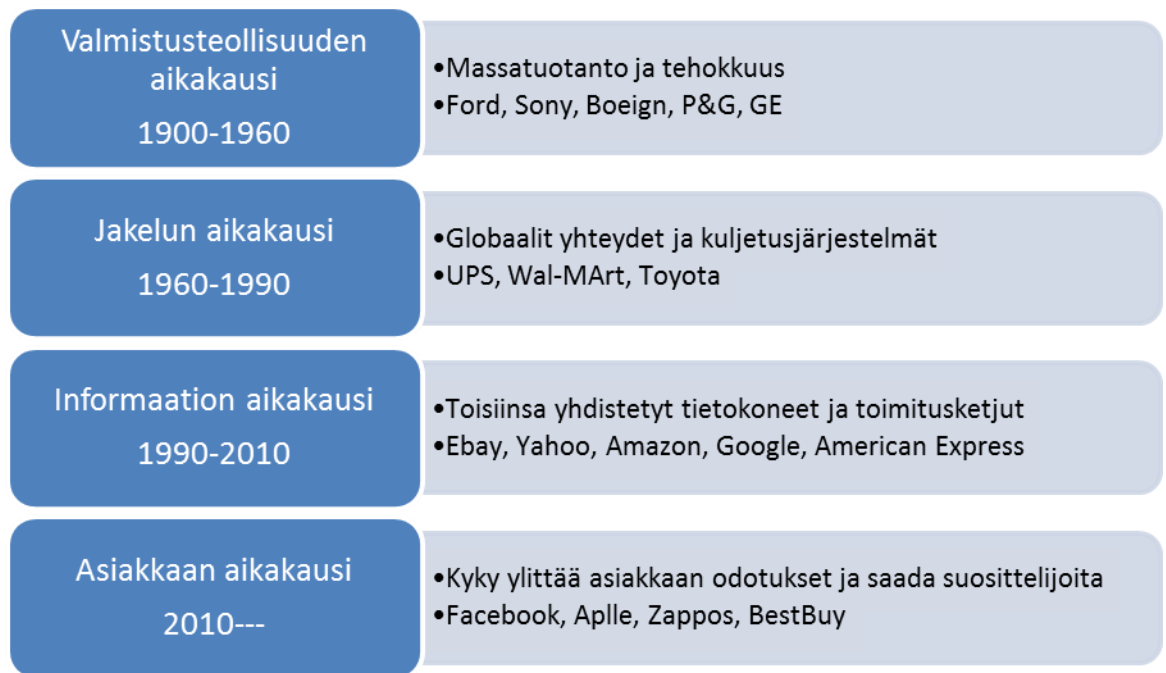 Valmistusteollisuuden
aikakausi
1900-1960
•Massatuotanto ja tehokkuus
•Ford, Sony, Boeign, P&G, GE
Jakelun aikakausi
1960-1990
•Globaalit yhteydet ja kuljetusjärjestelmät
•UPS, Wal-MArt, Toyota
Informaation aikakausi
1990-2010
•Toisiinsa yhdistetyt tietokoneet ja toimitusketjut
•Ebay, Yahoo, Amazon, Google, American Express
Asiakkaan aikakausi
2010---
•Kyky ylittää asiakkaan odotukset ja saada suosittelijoita
•Facebook, Aplle, Zappos, BestBuy